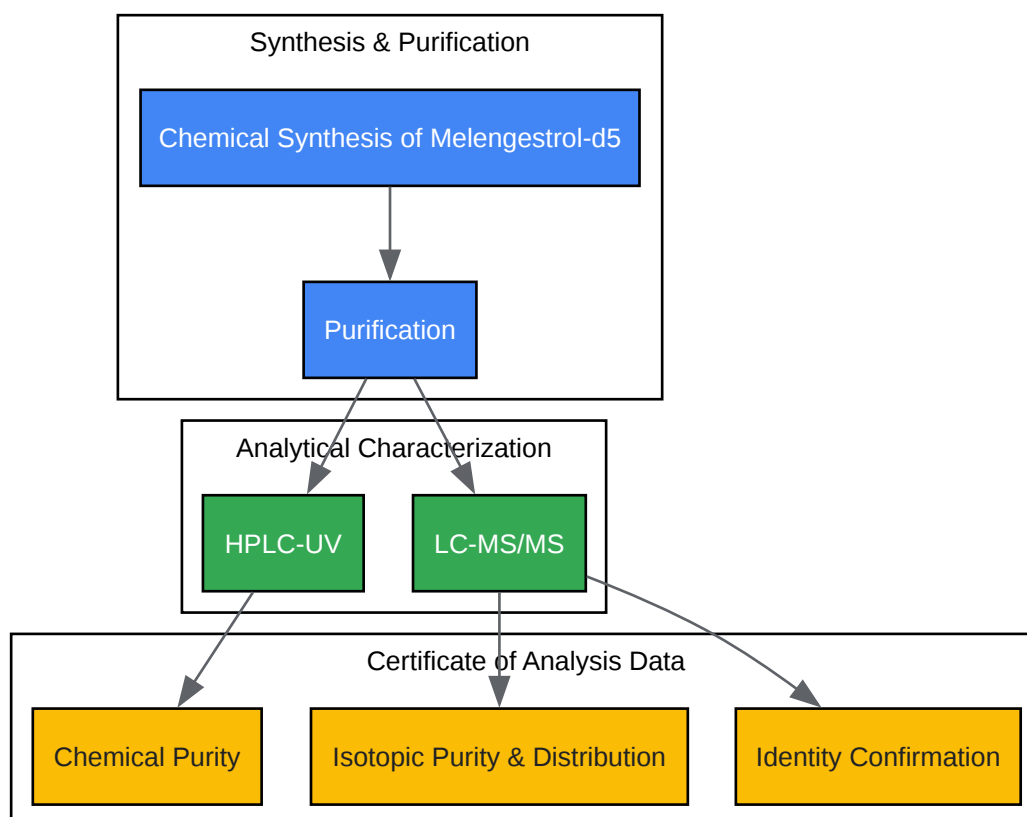 Synthesis & Purification
Chemical Synthesis of Melengestrol-d5
Purification
Analytical Characterization
HPLC-UV
LC-MS/MS
Certificate of Analysis Data
Chemical Purity
Isotopic Purity & Distribution
Identity Confirmation